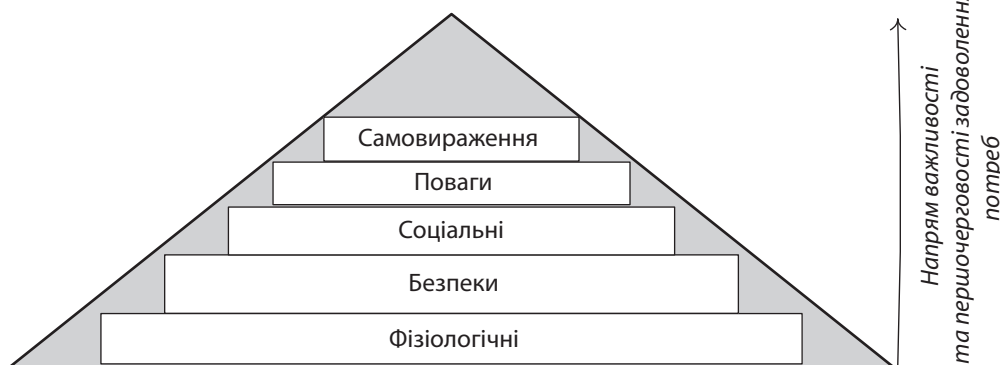 Самовираження
Поваги
Соціальні
Безпеки
Фізіологічні
Напрям важливості
та першочерговості задоволення
потреб